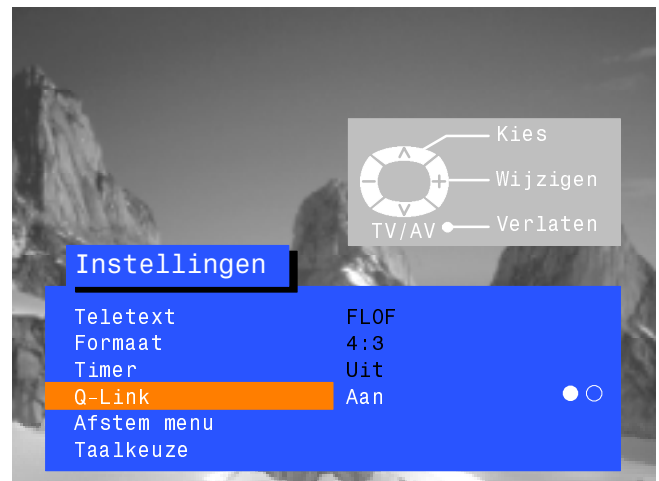 Kies
Wijzigen
TV/AV Verlaten
Instellingen
Teletext FLOF
Formaat 4:3
Timer Uit
Q-Link Aan
Afstem menu
Taalkeuze